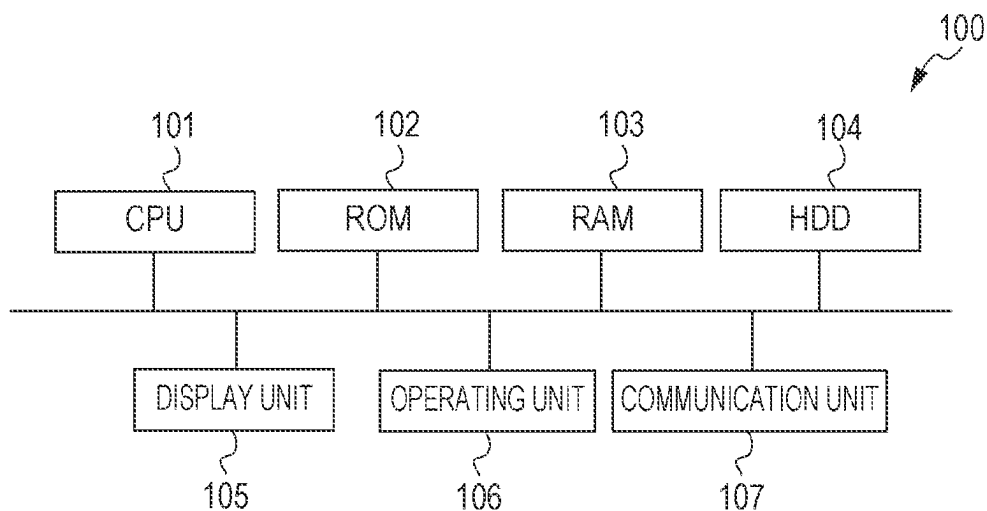 100
101 102 103 104
CPU ROM RAM HDD
DISPLAY UNIT OPERATING UNIT COMMUNICATION UNIT
105 106 107